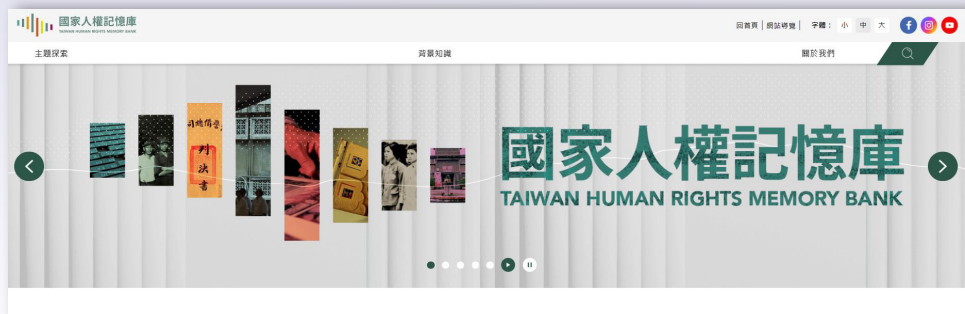 國家人權記憶庫
TAIWAN HUMAN RIGHTS MEMORY BANK
回首頁 | 網站導覽 | 字體： 小 中 大
主題探索 背景知識 關於我們
判決書
國家人權記憶庫
TAIWAN HUMAN RIGHTS MEMORY BANK